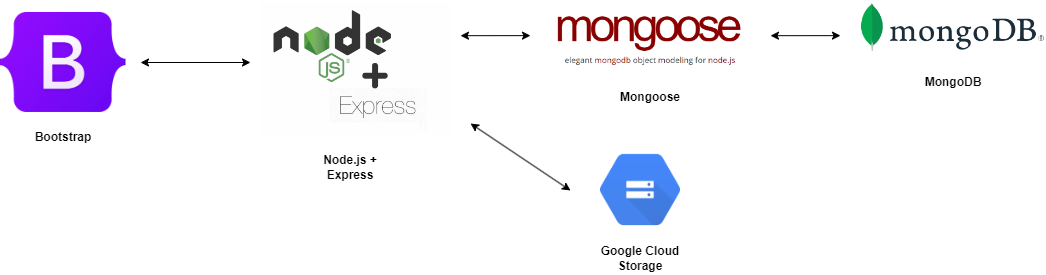 B
node
JS
+
Express
mongoose
elegant mongodb object modeling for node.js
mongoDB®
Bootstrap
Node.js +
Express
Mongoose
MongoDB
Google Cloud
Storage